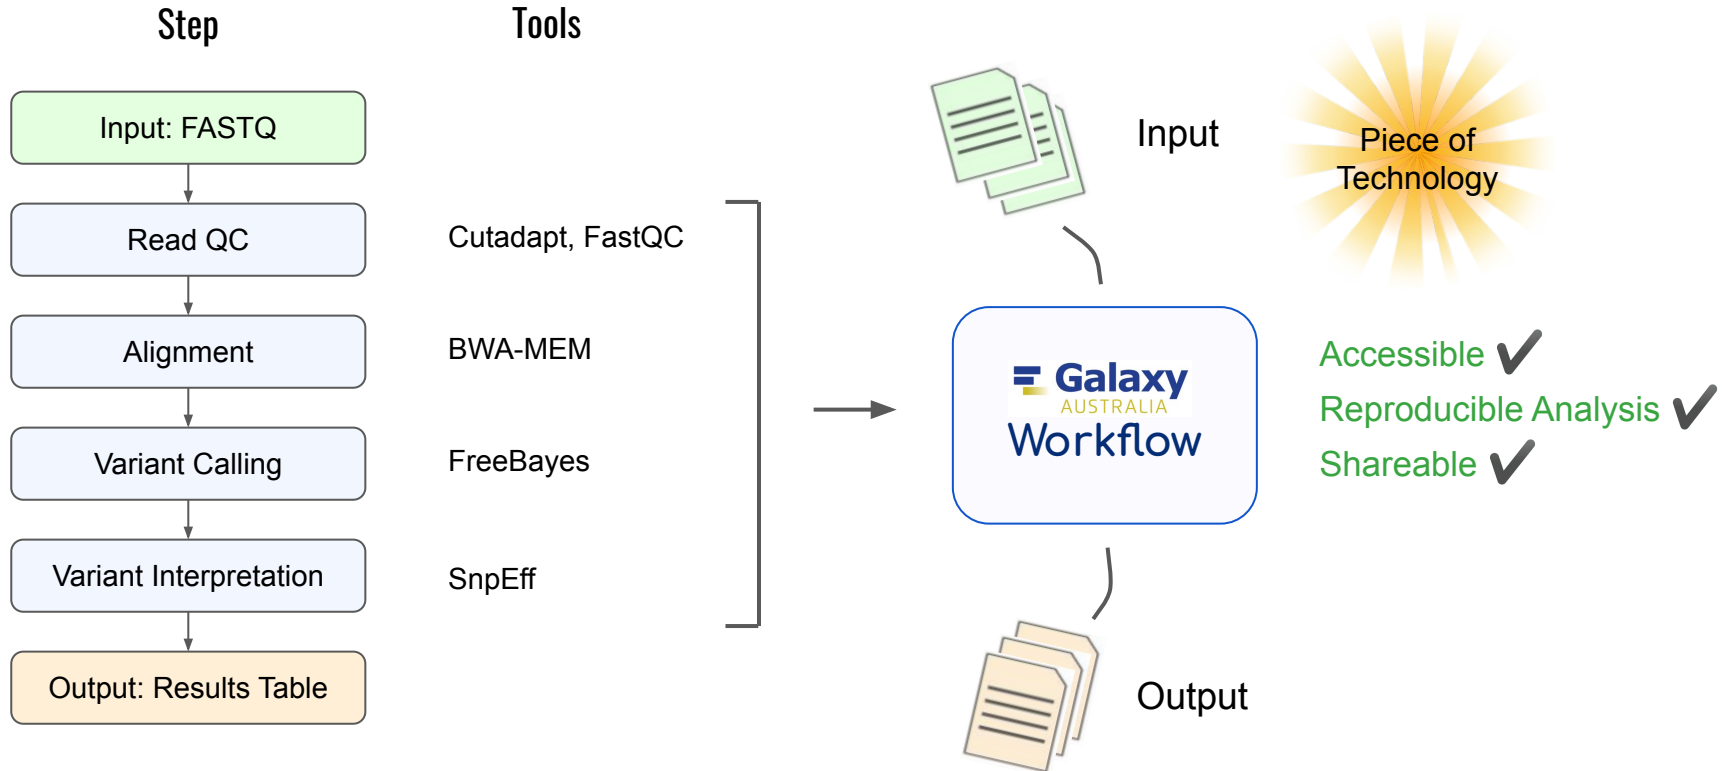 Step
Tools
Input: FASTQ
Read QC
Cutadapt, FastQC
Alignment
BWA-MEM
Variant Calling
FreeBayes
Variant Interpretation
SnpEff
Output: Results Table
Input
Piece of
Technology
Galaxy
AUSTRALIA
Workflow
Accessible ✔
Reproducible Analysis ✔
Shareable ✔
Output